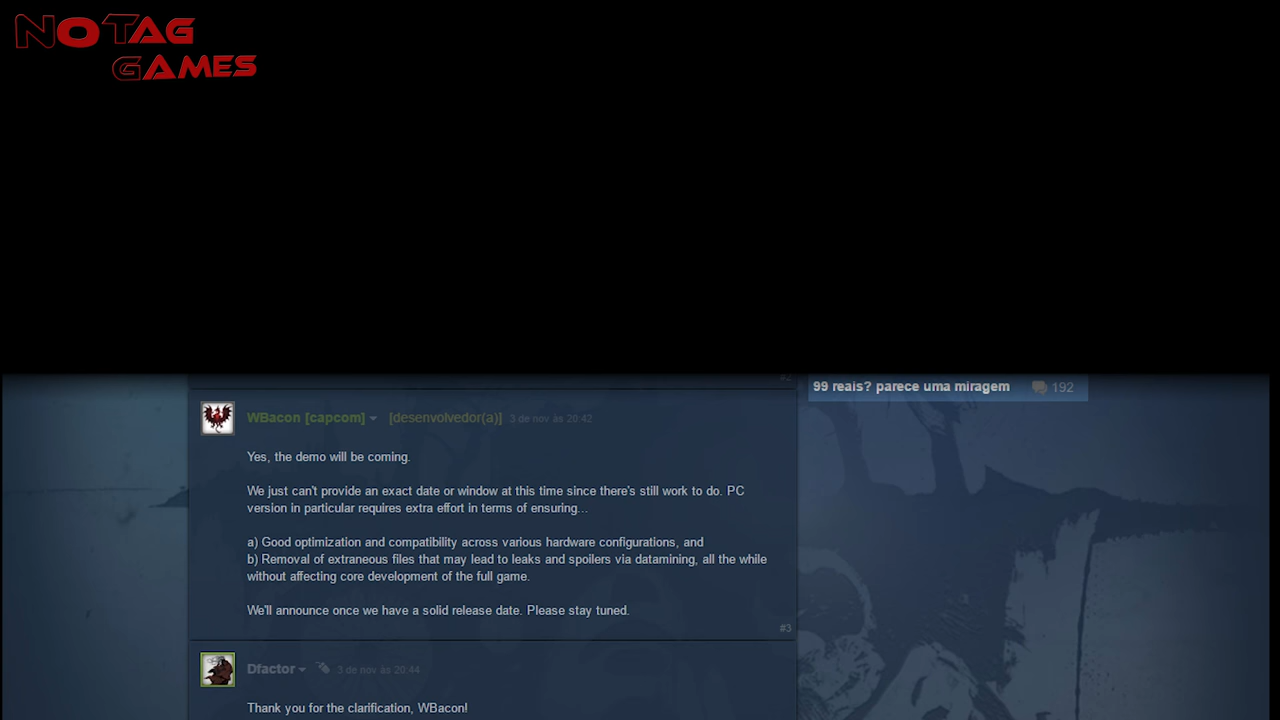 NoTag
Games
#2
99 reais? parece uma miragem 192
WBacon [capcom] [desenvolvedor(a)] 3 de nov às 20:42
Yes, the demo will be coming.
We just can't provide an exact date or window at this time since there's still work to do. PC
version in particular requires extra effort in terms of ensuring...
a) Good optimization and compatibility across various hardware configurations, and
b) Removal of extraneous files that may lead to leaks and spoilers via datamining, all the while
without affecting core development of the full game.
We'll announce once we have a solid release date. Please stay tuned.
#3
Dfactor 3 de nov às 20:44
Thank you for the clarification, WBacon!